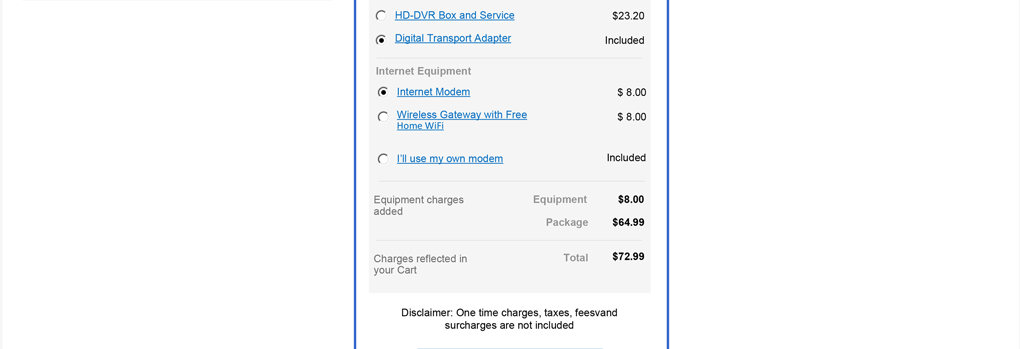 HD-DVR Box and Service $23.20
Digital Transport Adapter Included
Internet Equipment
Internet Modem $ 8.00
Wireless Gateway with Free $ 8.00
Home WiFi
I'll use my own modem Included
Equipment charges Equipment $8.00
added
Package $64.99
Charges reflected in Total $72.99
your Cart
Disclaimer: One time charges, taxes, feesvand
surcharges are not included